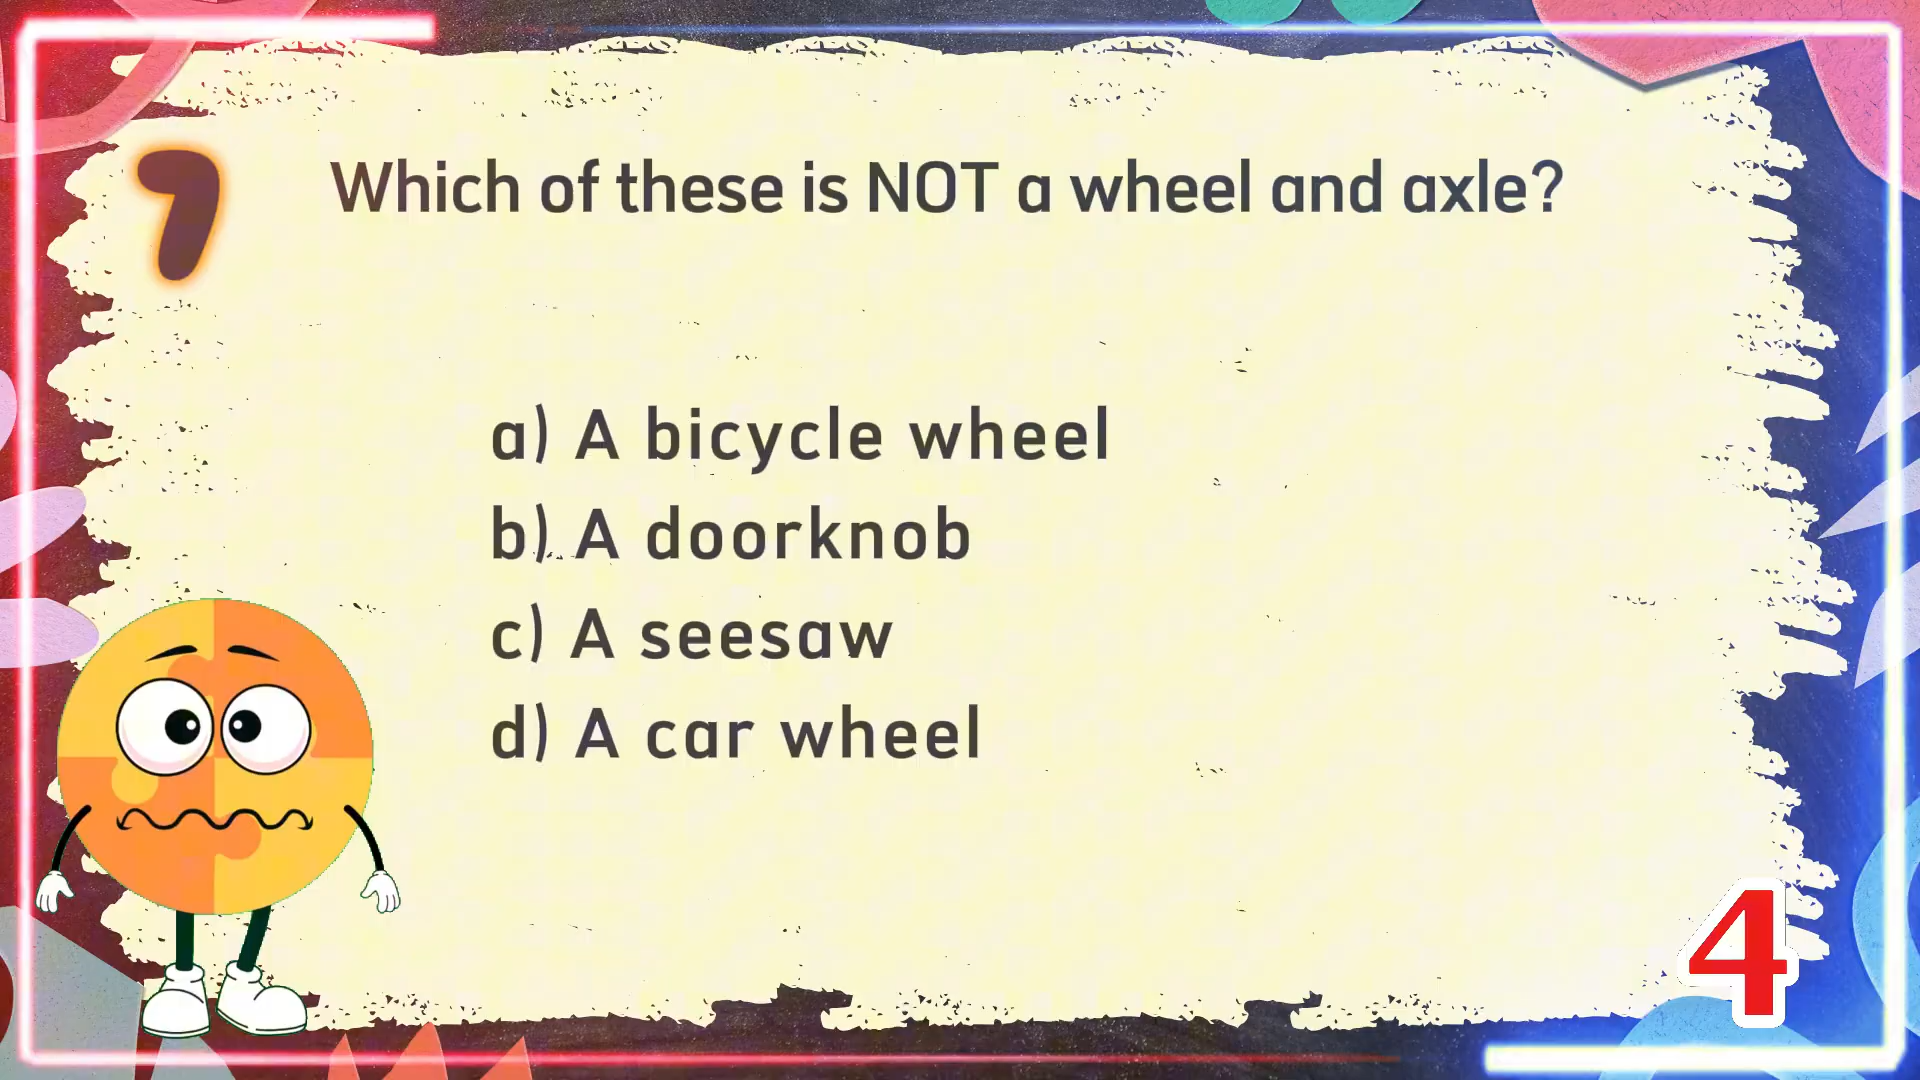 7 Which of these is NOT a wheel and axle?
a) A bicycle wheel
b) A doorknob
c) A seesaw
d) A car wheel
4